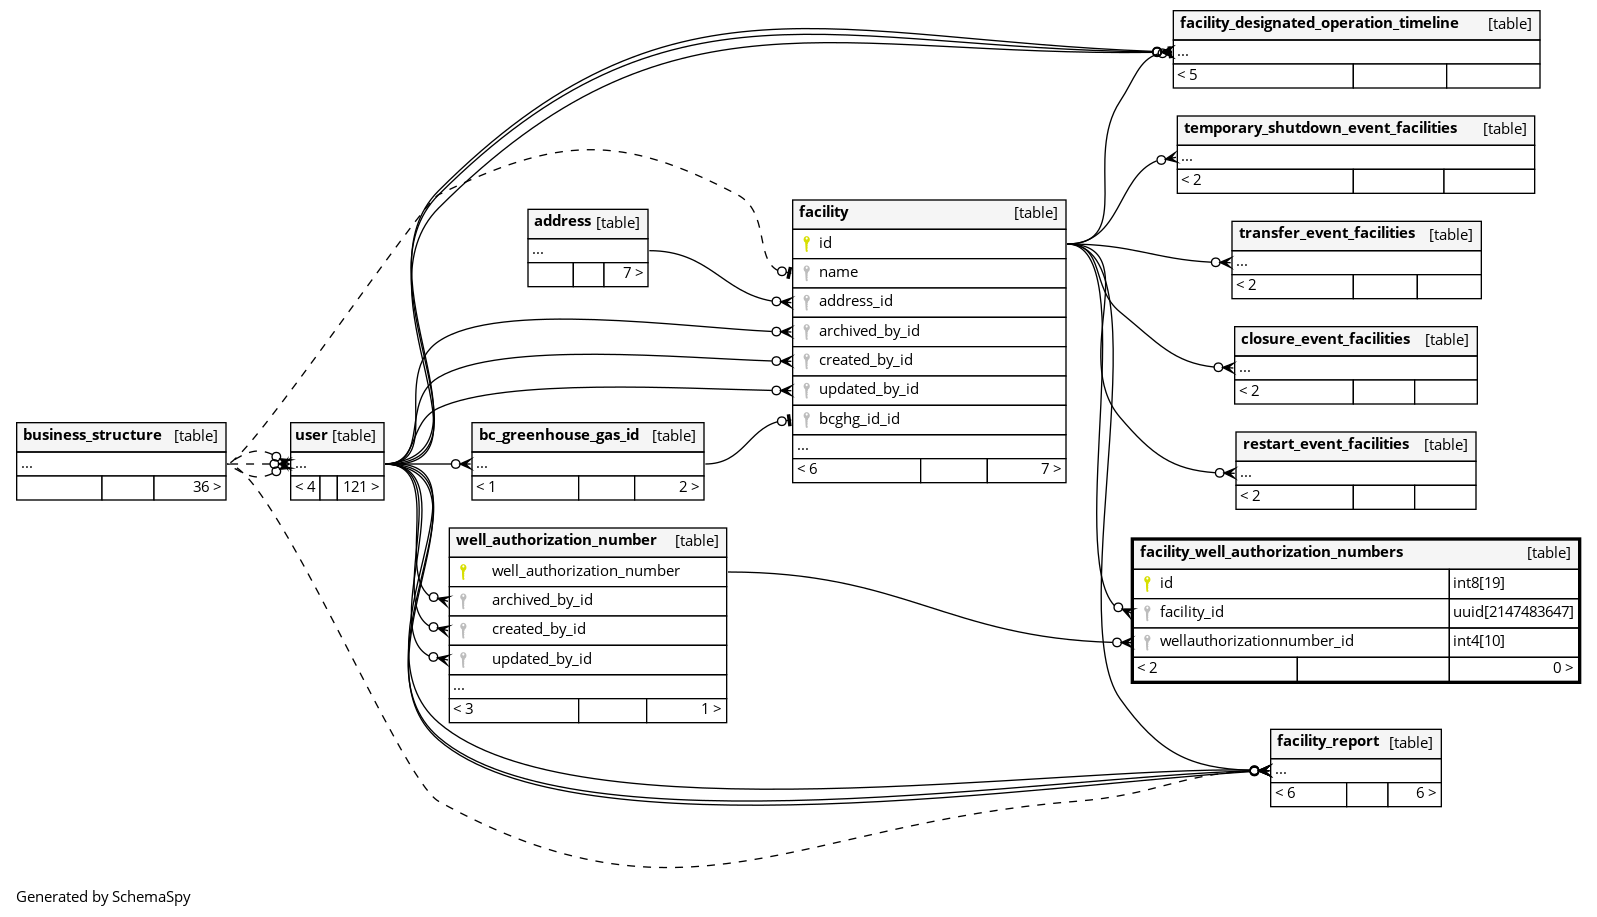 facility_designated_operation_timeline [table]
...
< 5
temporary_shutdown_event_facilities [table]
...
< 2
address [table]
...
7 >
facility [table]
id
name
address_id
archived_by_id
created_by_id
updated_by_id
bcghg_id_id
...
< 6 7 >
transfer_event_facilities [table]
...
< 2
closure_event_facilities [table]
...
< 2
business_structure [table]
...
36 >
user [table]
...
< 4 121 >
bc_greenhouse_gas_id [table]
...
< 1 2 >
restart_event_facilities [table]
...
< 2
well_authorization_number [table]
well_authorization_number
archived_by_id
created_by_id
updated_by_id
...
< 3 1 >
facility_well_authorization_numbers [table]
id int8[19]
facility_id uuid[2147483647]
wellauthorizationnumber_id int4[10]
< 2 0 >
facility_report [table]
...
< 6 6 >
Generated by SchemaSpy